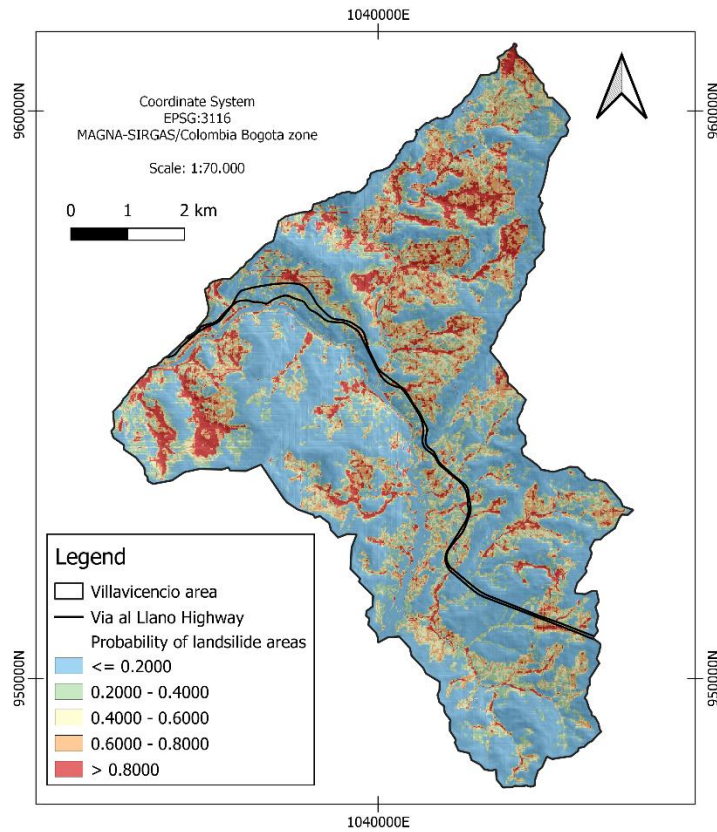 1040000E
960000N
960000N
Coordinate System
EPSG:3116
MAGNA-SIRGAS/Colombia Bogota zone
Scale: 1:70.000
0 1 2 km
Legend
Villavicencio area
Via al Llano Highway
Probability of landsilide areas
<= 0.2000
0.2000 - 0.4000
0.4000 - 0.6000
0.6000 - 0.8000
> 0.8000
950000N
950000N
1040000E